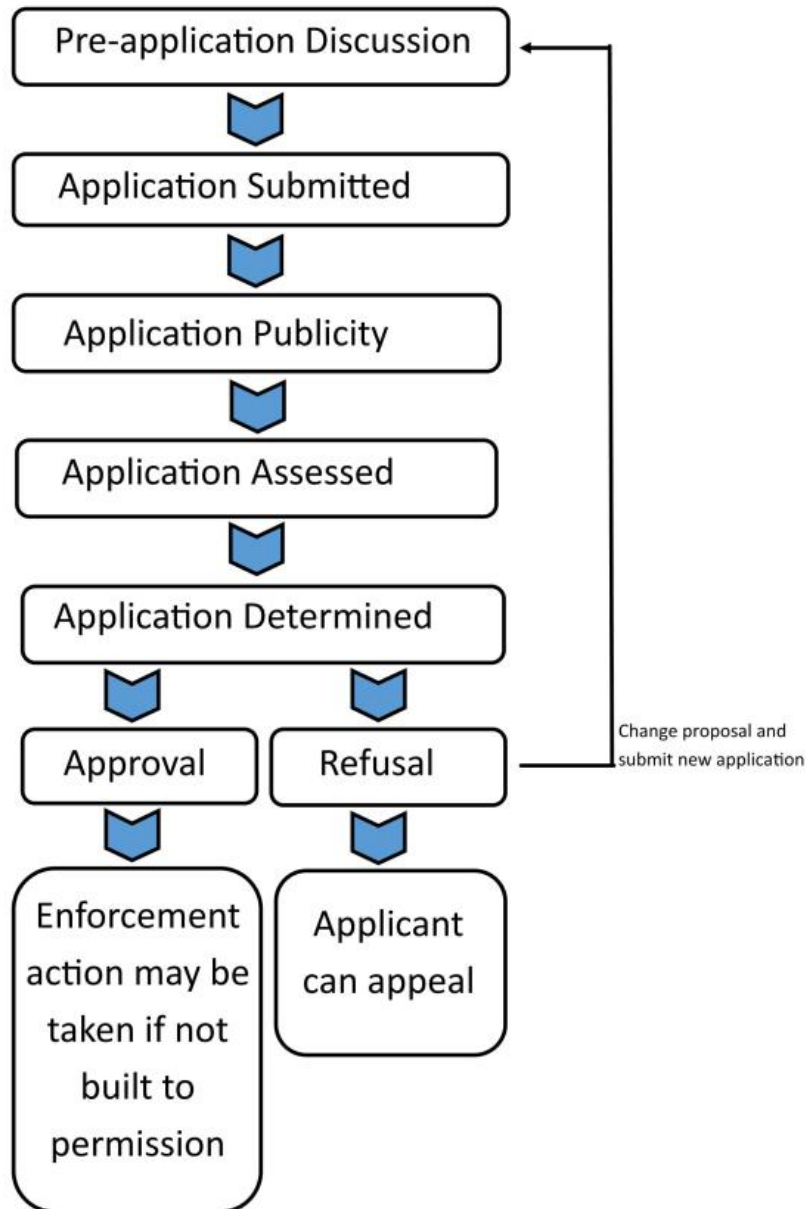 Pre-application Discussion
Application Submitted
Application Publicity
Application Assessed
Application Determined
Approval
Refusal
Change proposal and
submit new application
Enforcement
action may be
taken if not
built to
permission
Applicant
can appeal